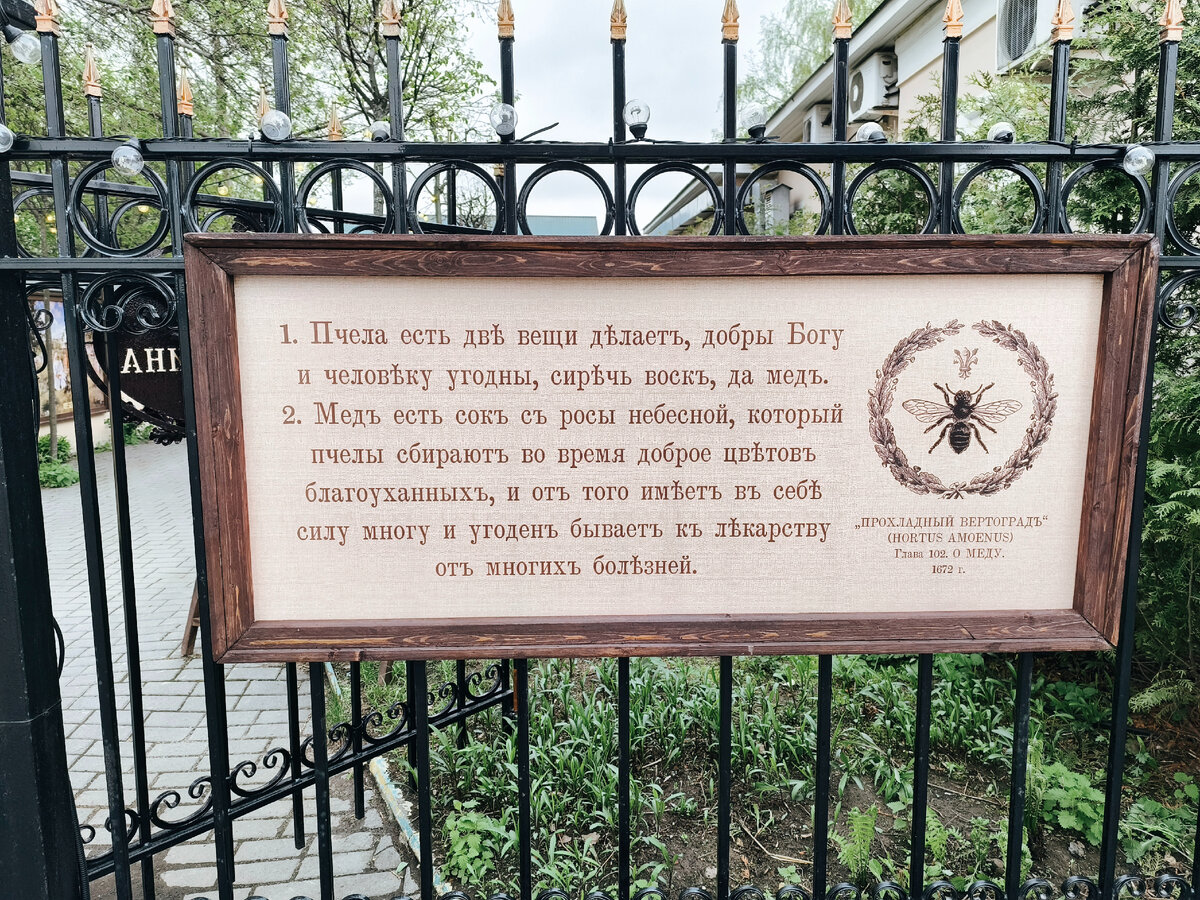 1. Пчела есть двѣ вещи дѣлаетъ, добры Богу
и человѣку угодны, сирѣчь воскъ, да медъ.
2. Медъ есть сокъ съ росы небесной, который
пчелы сбираютъ во время доброе цвѣтовъ
благоуханныхъ, и отъ того имѣетъ въ себѣ
силу многу и угоденъ бываетъ къ лѣкарству
отъ многихъ болѣзней.
„ПРОХЛАДНЫЙ ВЕРТОГРАДЪ“
(HORTUS AMOENUS)
Глава 102. О МЕДУ.
1672 г.